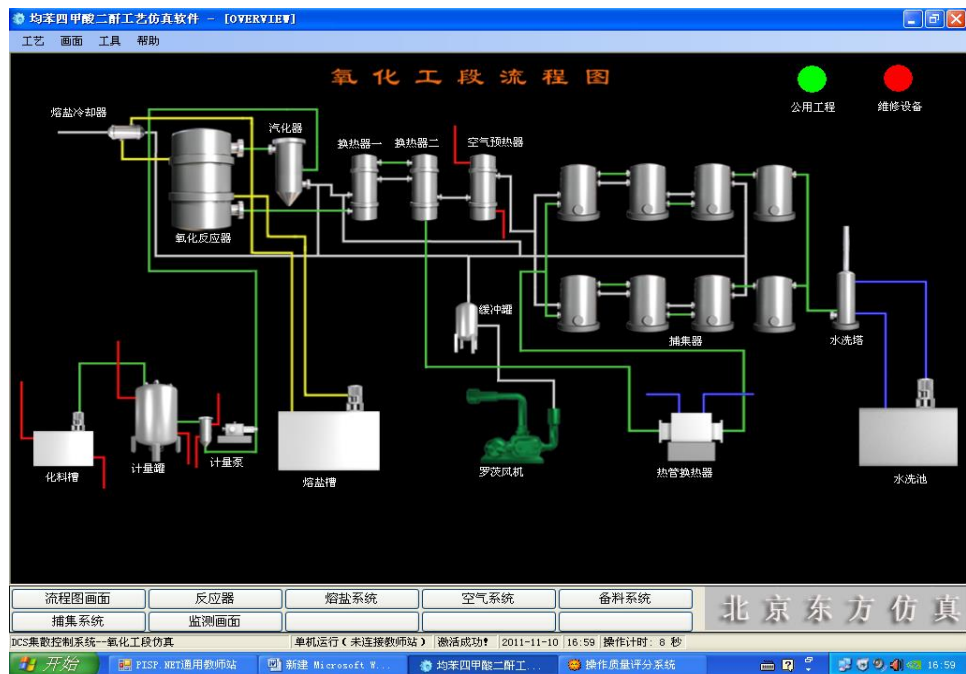 均苯四甲酸二酐工艺仿真软件 - [OVERVIEW]
工艺 画面 工具 帮助
氧化工段流程图
公用工程
维修设备
熔盐冷却器
汽化器
换热器一
换热器二
空气预热器
氧化反应器
缓冲罐
捕集器
水洗塔
化料槽
计量罐
计量泵
熔盐槽
罗茨风机
热管换热器
水洗池
流程图画面 反应器 熔盐系统 空气系统 备料系统
捕集系统 监测画面
北京东方仿真
DCS集散控制系统--氧化工段仿真 单机运行(未连接教师站) 激活成功! 2011-11-10 16:59 操作计时: 8 秒
开始 PISP.NET通用教师站 新建 Microsoft W... 均苯四甲酸二酐工... 操作质量评分系统 16:59